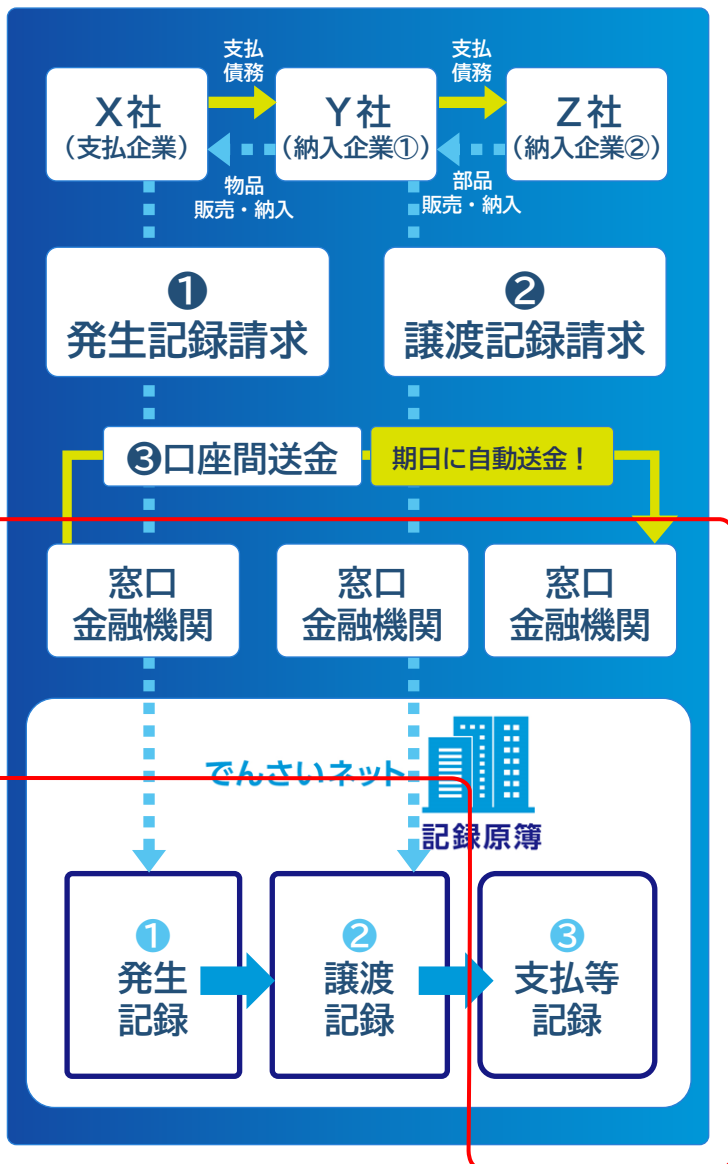 支払
債務
支払
債務
X社
（支払企業）
Y社
（納入企業①）
Z社
（納入企業②）
物品
販売・納入
部品
販売・納入
❶
発生記録請求
❷
譲渡記録請求
❸口座間送金
期日に自動送金！
窓口
金融機関
窓口
金融機関
窓口
金融機関
でんさいネット
記録原簿
❶
発生
記録
❷
譲渡
記録
❸
支払等
記録